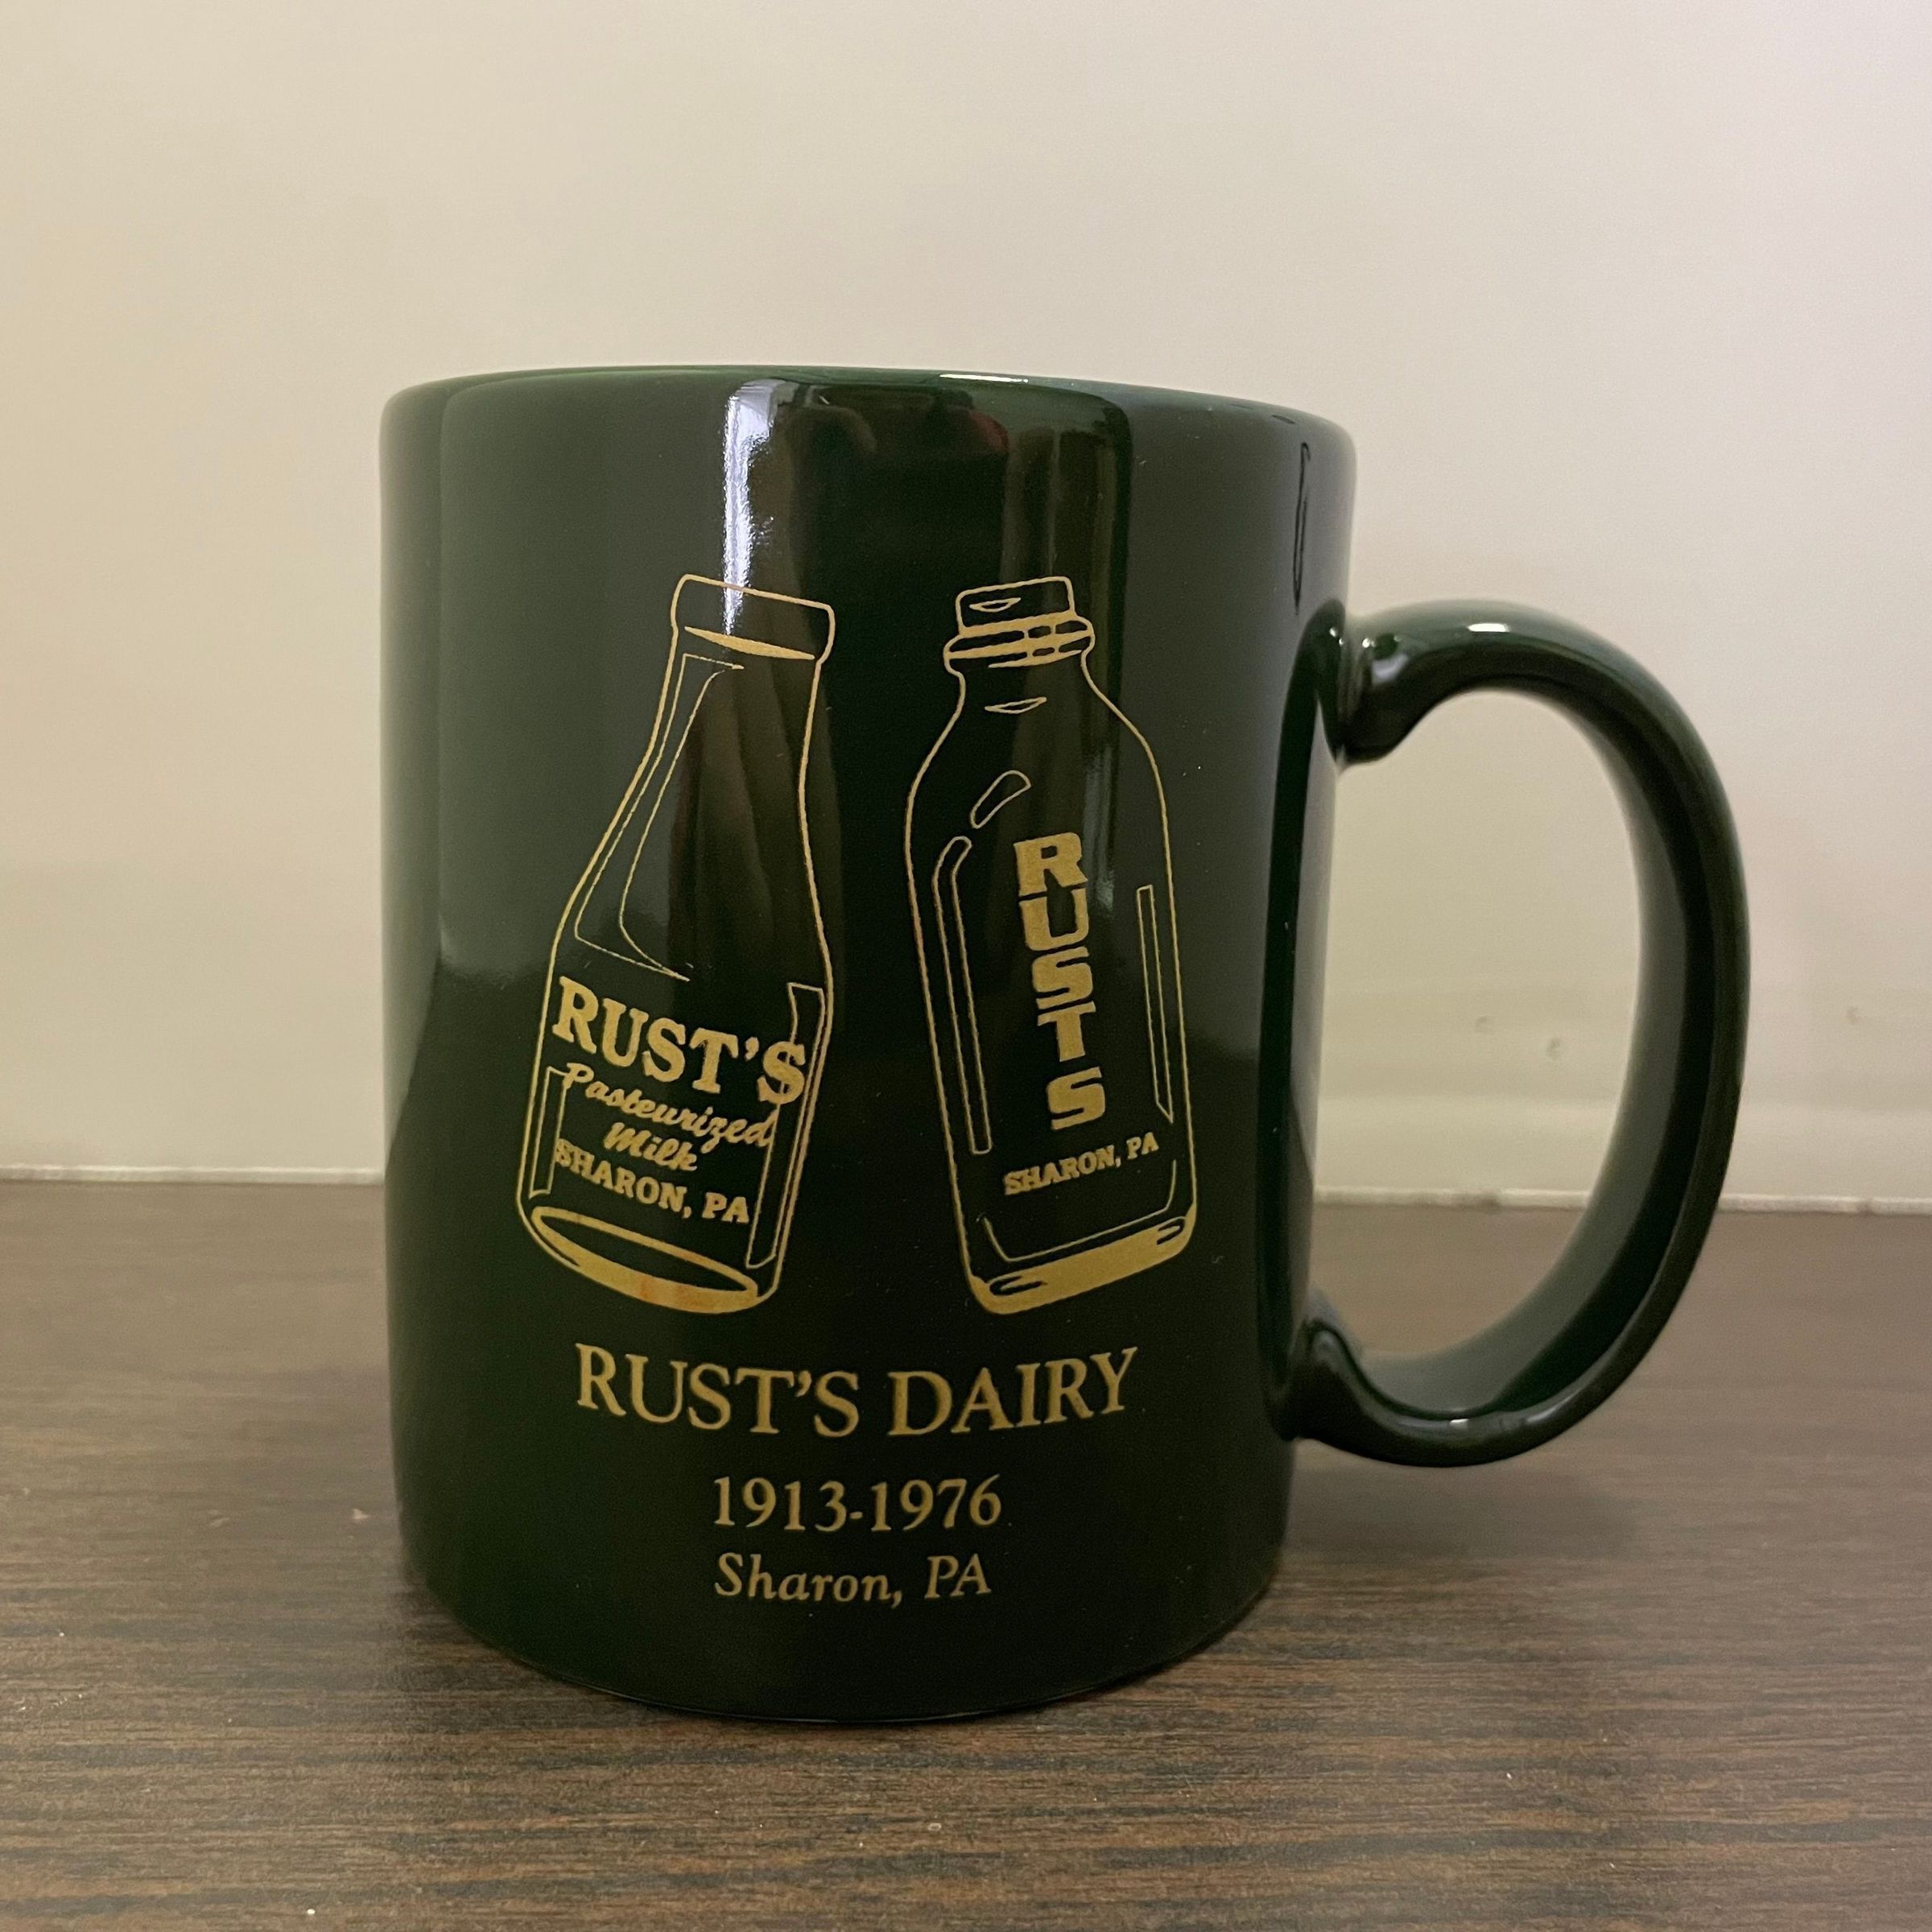 RUST'S
Pasteurized
Milk
SHARON, PA
RUSTS
SHARON, PA
RUST'S DAIRY
1913-1976
Sharon, PA